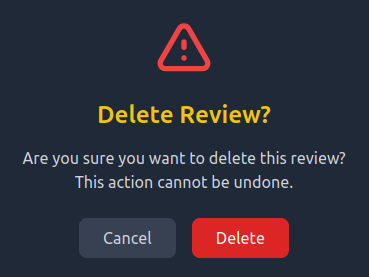 Delete Review?
Are you sure you want to delete this review?
This action cannot be undone.
Cancel
Delete